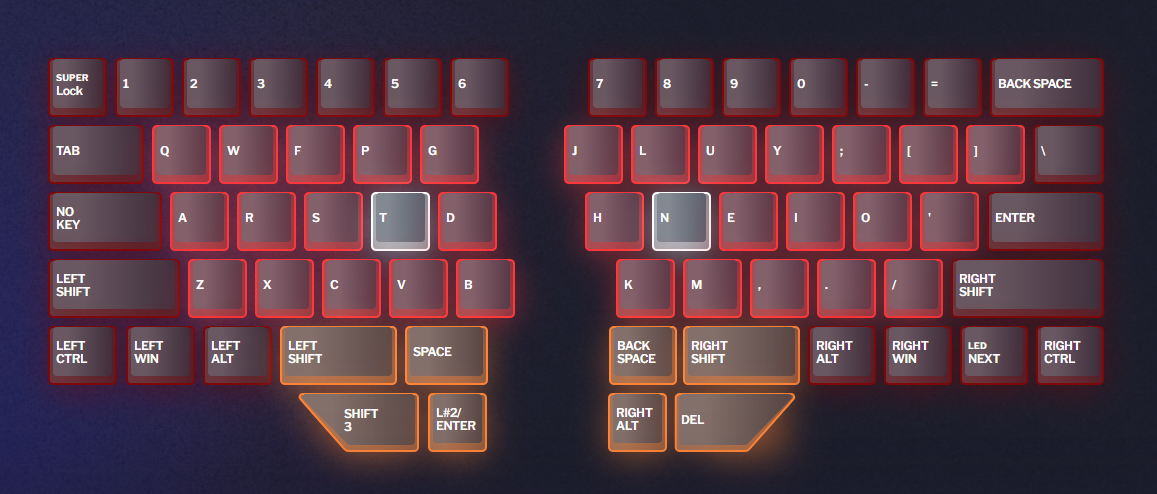 SUPER
Lock 1 2 3 4 5 6 7 8 9 0 - = BACK SPACE
TAB Q W F P G J L U Y ; [ ] \
NO
KEY A R S T D H N E I O ' ENTER
LEFT
SHIFT Z X C V B K M , . / RIGHT
SHIFT
LEFT
CTRL
LEFT
WIN
LEFT
ALT
LEFT
SHIFT
SPACE
BACK
SPACE
RIGHT
SHIFT
RIGHT
ALT
RIGHT
WIN
LED
NEXT
RIGHT
CTRL
SHIFT
3
L#2/
ENTER
RIGHT
ALT
DEL